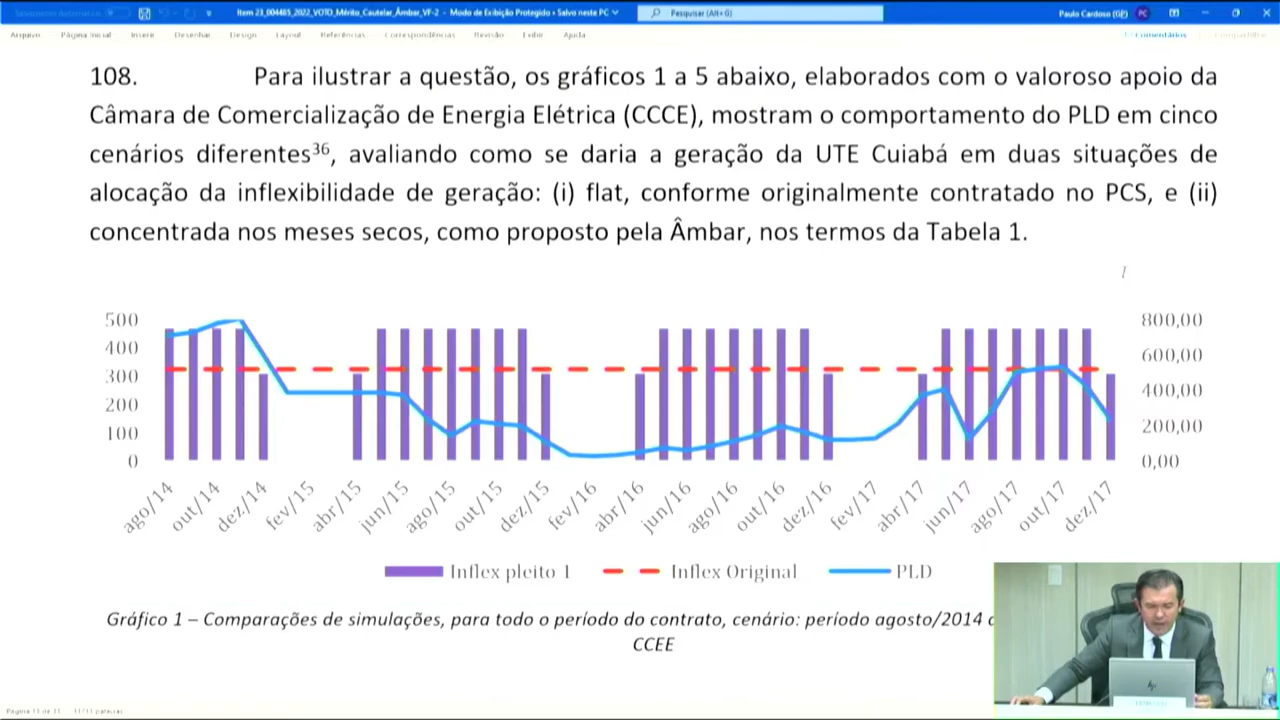 Item 23_004465_2022_VOTO_Mérito_Cautelar_Âmbar_VF-2 - Modo de Exibição Protegido • Salvo neste PC
Pesquisar (Alt+G)
Paulo Cardoso (GP) PC
Arquivo Página Inicial Inserir Desenhar Design Layout Referências Correspondências Revisão Exibir Ajuda Comentários
108. Para ilustrar a questão, os gráficos 1 a 5 abaixo, elaborados com o valoroso apoio da
Câmara de Comercialização de Energia Elétrica (CCCE), mostram o comportamento do PLD em cinco
cenários diferentes36, avaliando como se daria a geração da UTE Cuiabá em duas situações de
alocação da inflexibilidade de geração: (i) flat, conforme originalmente contratado no PCS, e (ii)
concentrada nos meses secos, como proposto pela Âmbar, nos termos da Tabela 1.
500 800,00
400 600,00
300 400,00
200 200,00
100 0,00
0
ago/14 out/14 dez/14 fev/15 abr/15 jun/15 ago/15 out/15 dez/15 fev/16 abr/16 jun/16 ago/16 out/16 dez/16 fev/17 abr/17 jun/17 ago/17 out/17 dez/17
Inflex pleito 1 Inflex Original PLD
Gráfico 1 – Comparações de simulações, para todo o período do contrato, cenário: período agosto/2014
CCEE